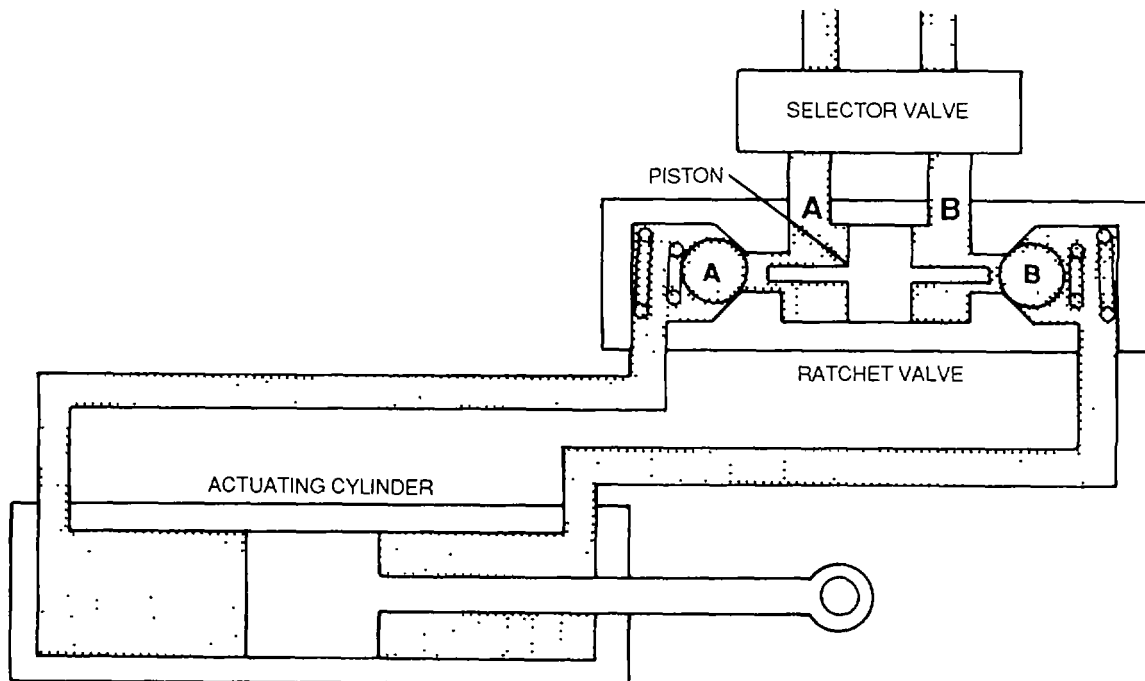 SELECTOR VALVE
PISTON
A
B
A
B
RATCHET VALVE
ACTUATING CYLINDER